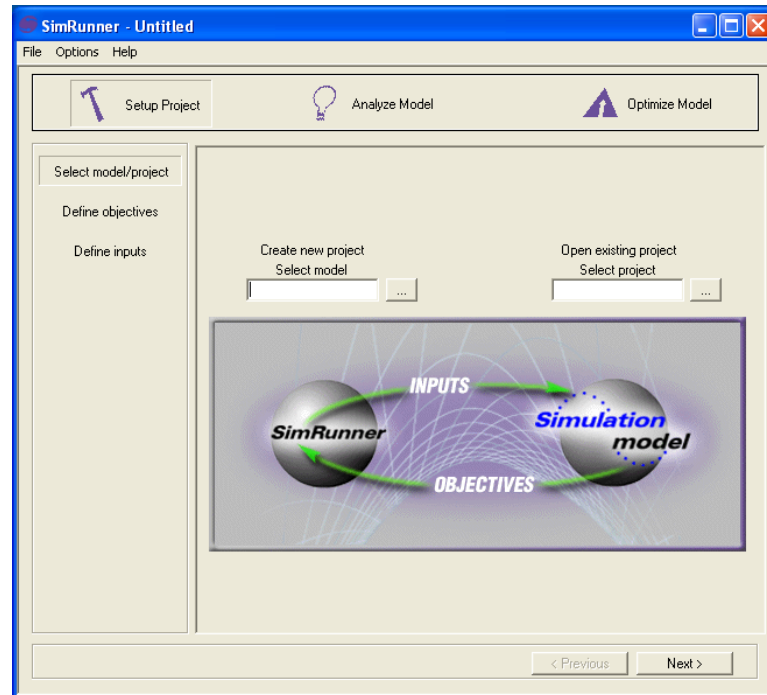 SimRunner - Untitled
File Options Help
Setup Project
Analyze Model
Optimize Model
Select model/project
Define objectives
Define inputs
Create new project
Select model
...
Open existing project
Select project
...
INPUTS
SimRunner
Simulation
model
OBJECTIVES
< Previous
Next >